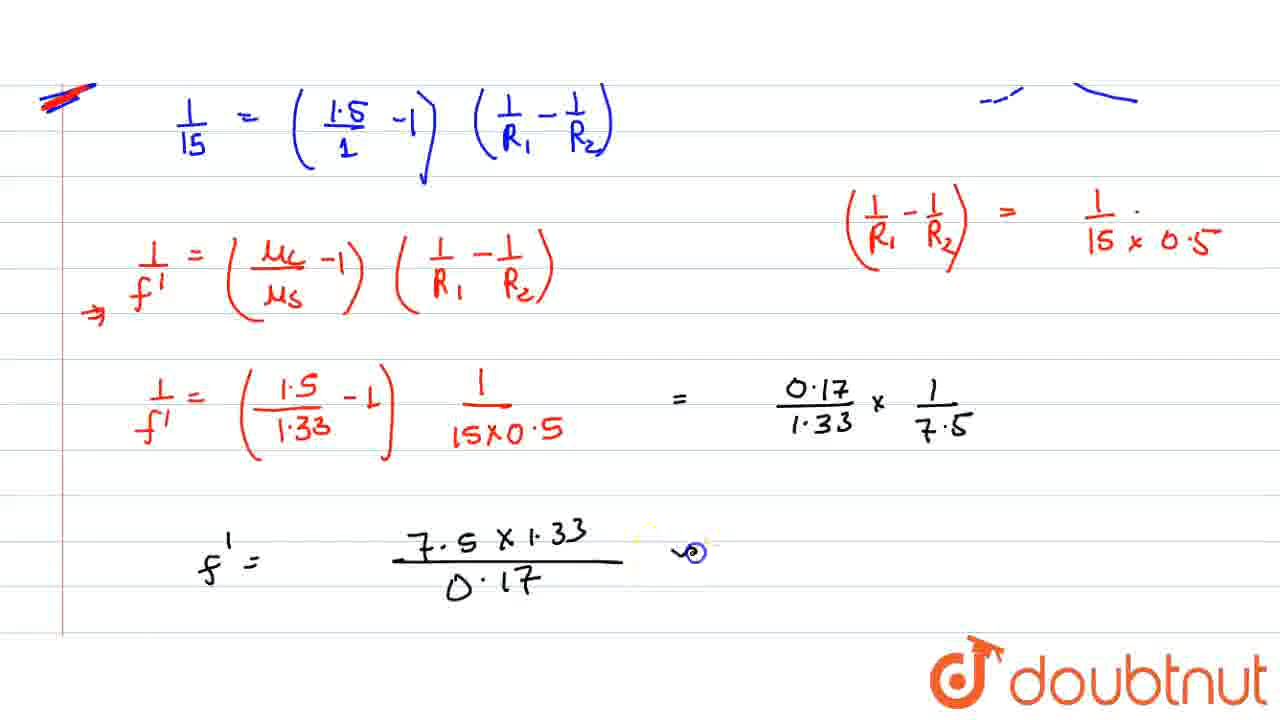 1/15 = (1.5/1 - 1) (1/R₁ - 1/R₂)
(1/R₁ - 1/R₂) = 1/(15 × 0.5)
⇒ 1/f' = (μL/μs - 1) (1/R₁ - 1/R₂)
1/f' = (1.5/1.33 - 1) 1/(15×0.5) = 0.17/1.33 × 1/7.5
f' = (7.5 × 1.33)/0.17
doubtnut